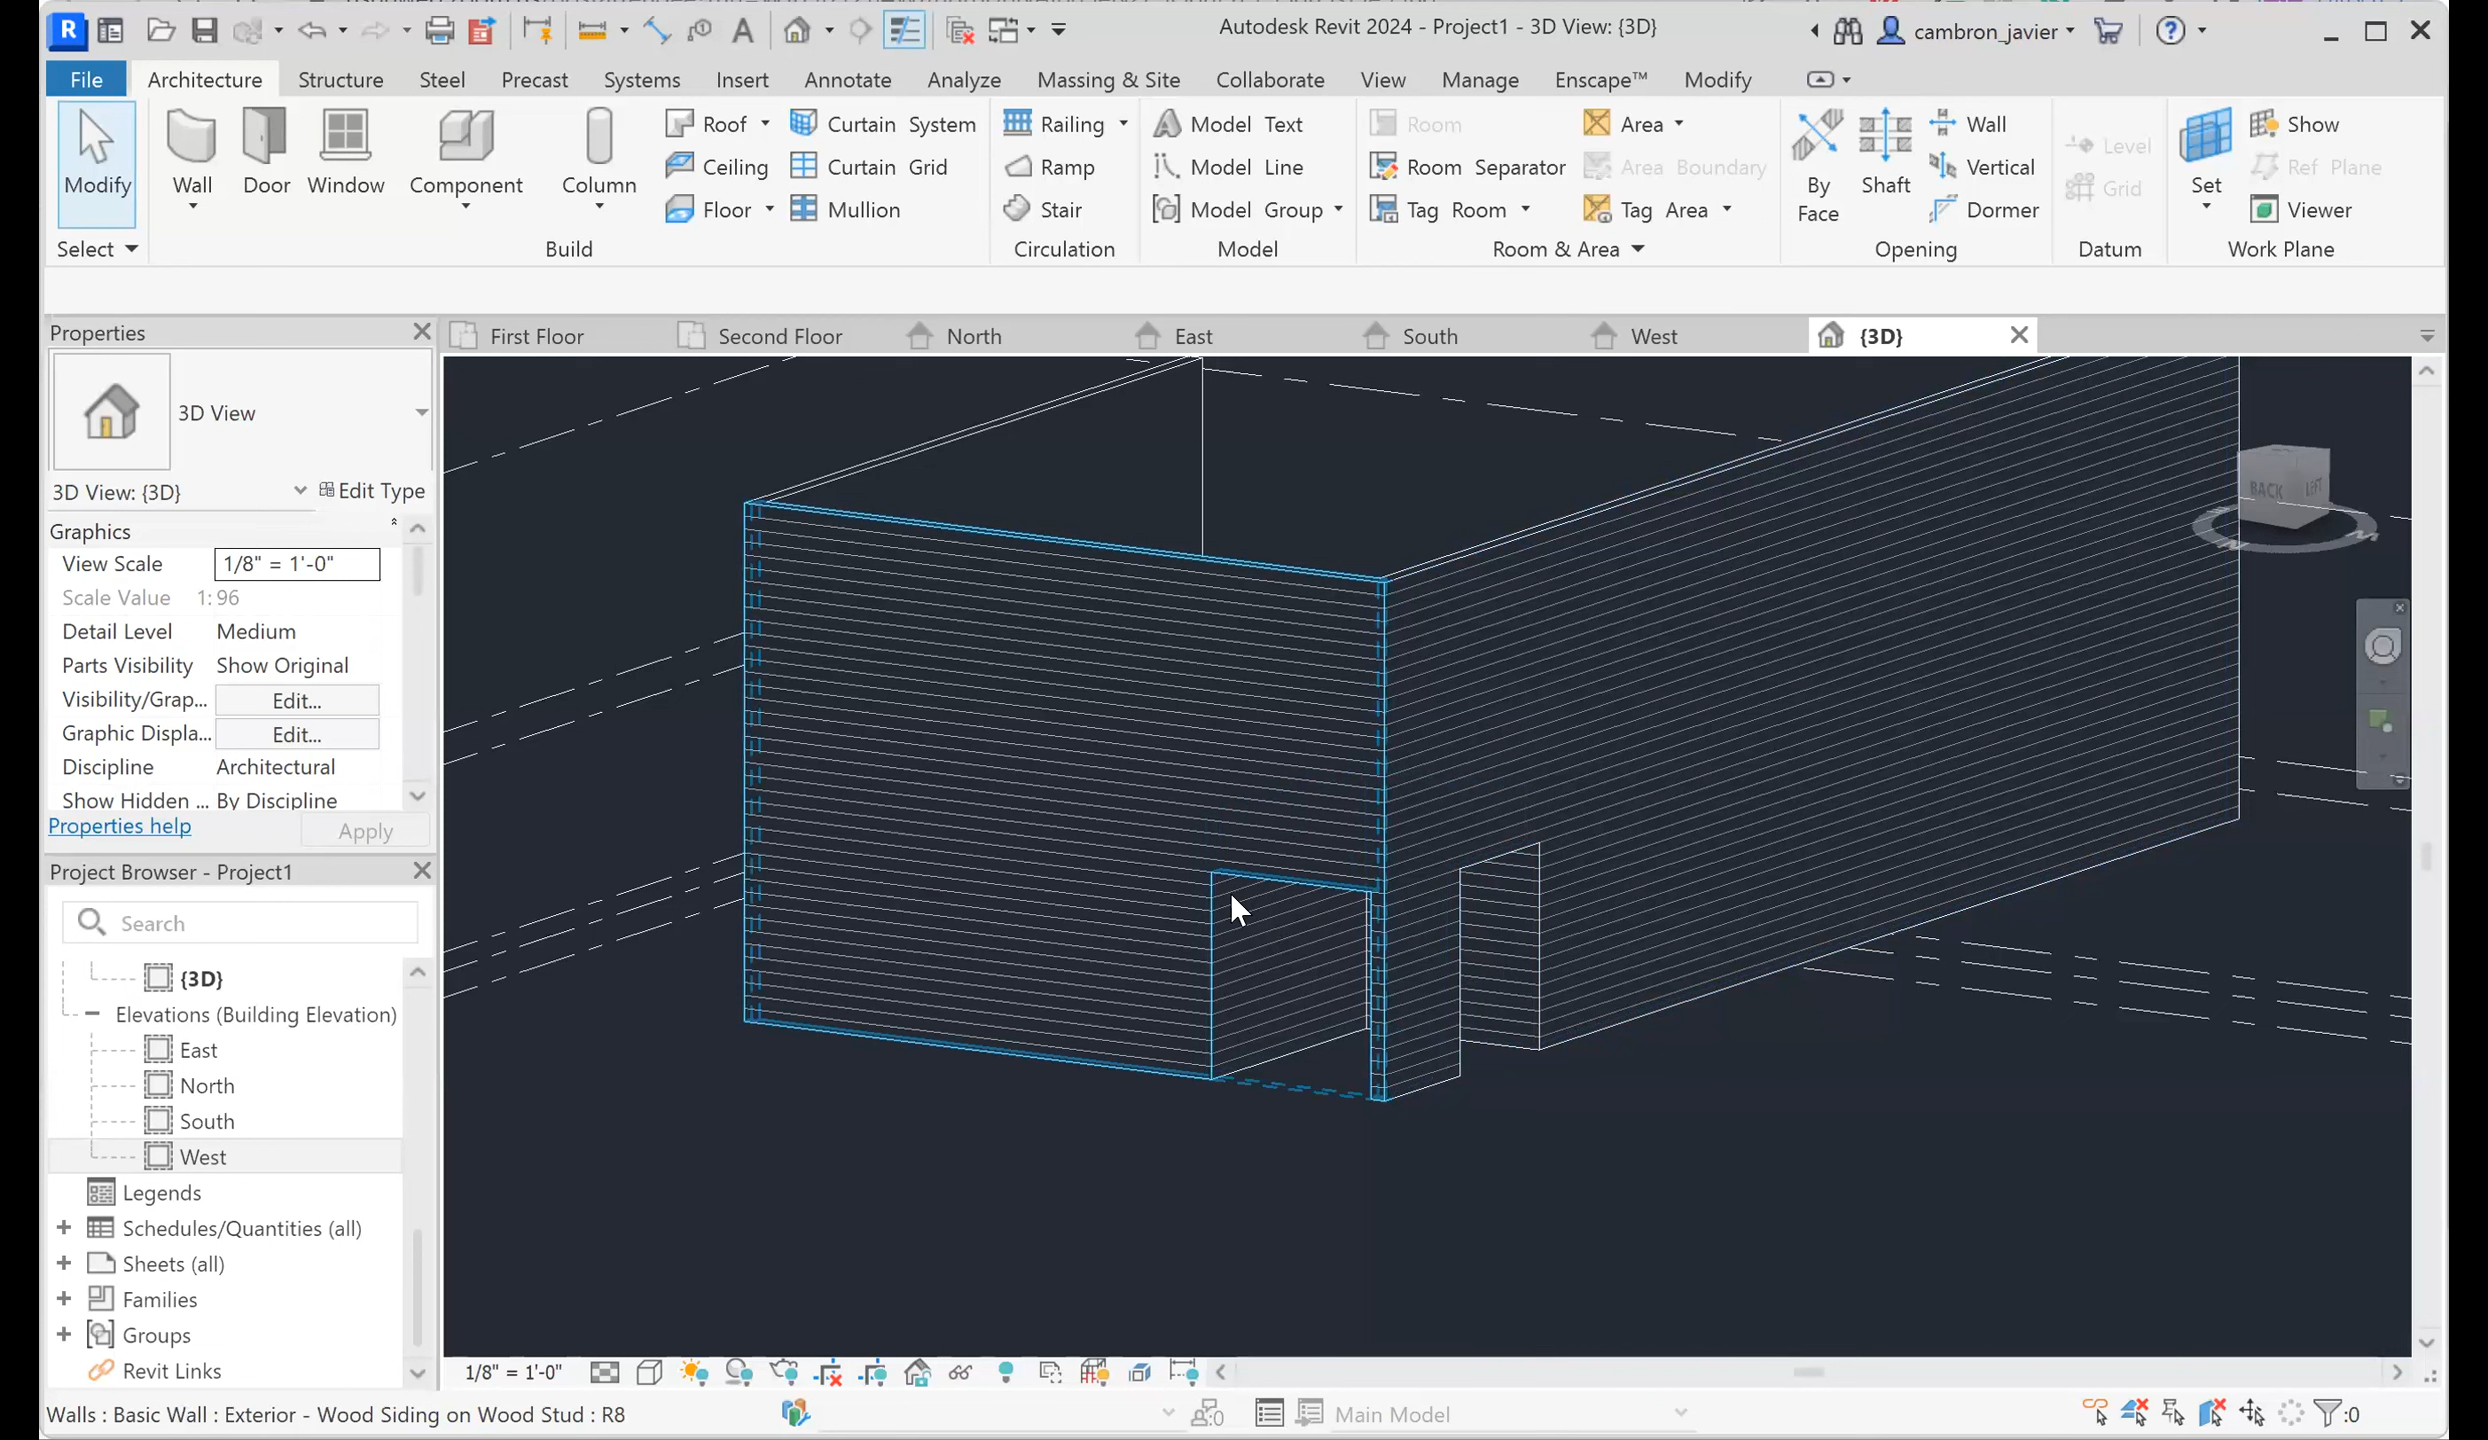 R
A
Autodesk Revit 2024 - Project1 - 3D View: {3D}
cambron_javier
?
File Architecture Structure Steel Precast Systems Insert Annotate Analyze Massing & Site Collaborate View Manage Enscape™ Modify
Modify
Wall
Door
Window
Component
Column
Roof
Ceiling
Floor
Curtain System
Curtain Grid
Mullion
Railing
Ramp
Stair
Model Text
Model Line
Model Group
Room
Room Separator
Tag Room
Area
Area Boundary
Tag Area
By Face
Shaft
Wall
Vertical
Dormer
Level
Grid
Set
Show
Ref Plane
Viewer
Select Build Circulation Model Room & Area Opening Datum Work Plane
Properties
First Floor Second Floor North East South West {3D}
3D View
3D View: {3D} Edit Type
Graphics
View Scale 1/8" = 1'-0"
Scale Value 1: 96
Detail Level Medium
Parts Visibility Show Original
Visibility/Grap... Edit...
Graphic Displa... Edit...
Discipline Architectural
Show Hidden ... By Discipline
Properties help Apply
BACK LEFT
Project Browser - Project1
Search
{3D}
Elevations (Building Elevation)
East
North
South
West
Legends
Schedules/Quantities (all)
Sheets (all)
Families
Groups
Revit Links
1/8" = 1'-0"
Walls : Basic Wall : Exterior - Wood Siding on Wood Stud : R8
:0
Main Model
:0